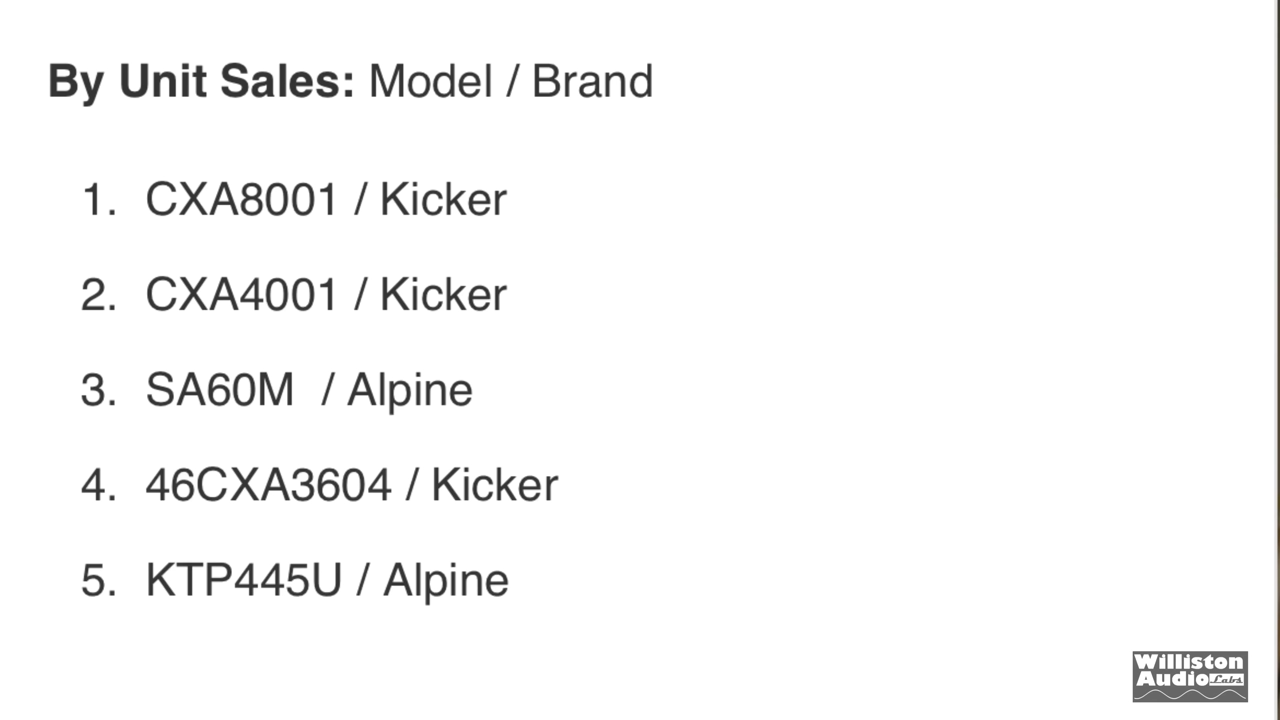 By Unit Sales: Model / Brand
1. CXA8001 / Kicker
2. CXA4001 / Kicker
3. SA60M / Alpine
4. 46CXA3604 / Kicker
5. KTP445U / Alpine
Williston
Audio Labs